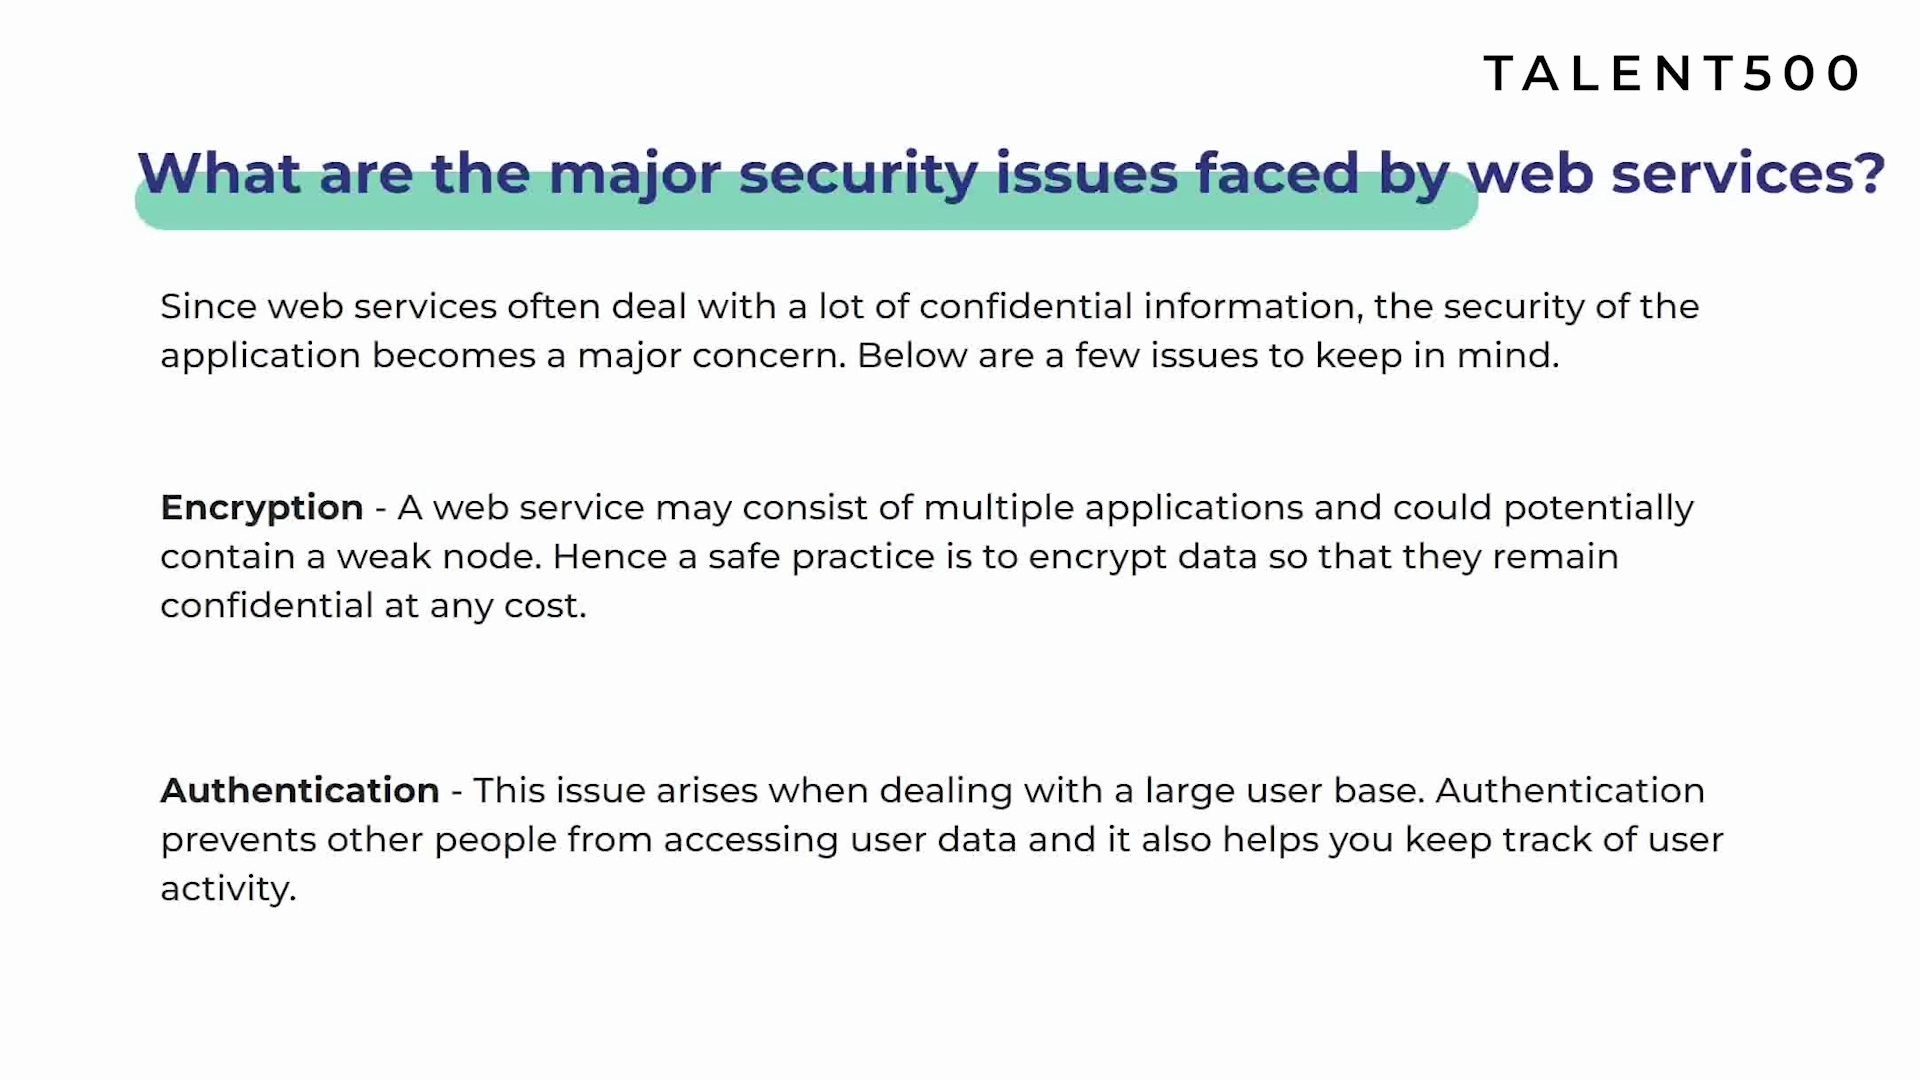 TALENT500
What are the major security issues faced by web services?
Since web services often deal with a lot of confidential information, the security of the
application becomes a major concern. Below are a few issues to keep in mind.
Encryption - A web service may consist of multiple applications and could potentially
contain a weak node. Hence a safe practice is to encrypt data so that they remain
confidential at any cost.
Authentication - This issue arises when dealing with a large user base. Authentication
prevents other people from accessing user data and it also helps you keep track of user
activity.